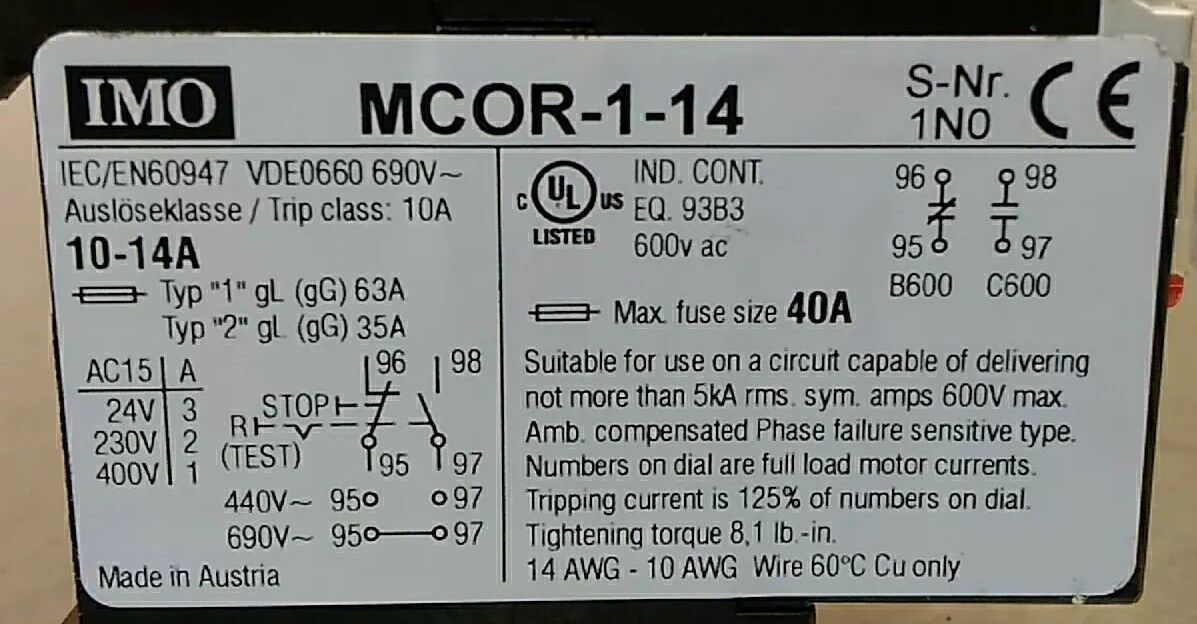 IMO
MCOR-1-14
S-Nr.
1N0
CE
IEC/EN60947 VDE0660 690V~
Auslöseklasse / Trip class: 10A
10-14A
Typ "1" gL (gG) 63A
Typ "2" gL (gG) 35A
AC15 A
24V 3
230V 2
400V 1
96 98
STOP
R
(TEST)
95 97
440V~ 95 97
690V~ 95 97
Made in Austria
C UL US
LISTED
IND. CONT.
EQ. 93B3
600v ac
96 98
95 97
B600 C600
Max. fuse size 40A
Suitable for use on a circuit capable of delivering
not more than 5kA rms. sym. amps 600V max.
Amb. compensated Phase failure sensitive type.
Numbers on dial are full load motor currents.
Tripping current is 125% of numbers on dial.
Tightening torque 8,1 lb.-in.
14 AWG - 10 AWG Wire 60°C Cu only